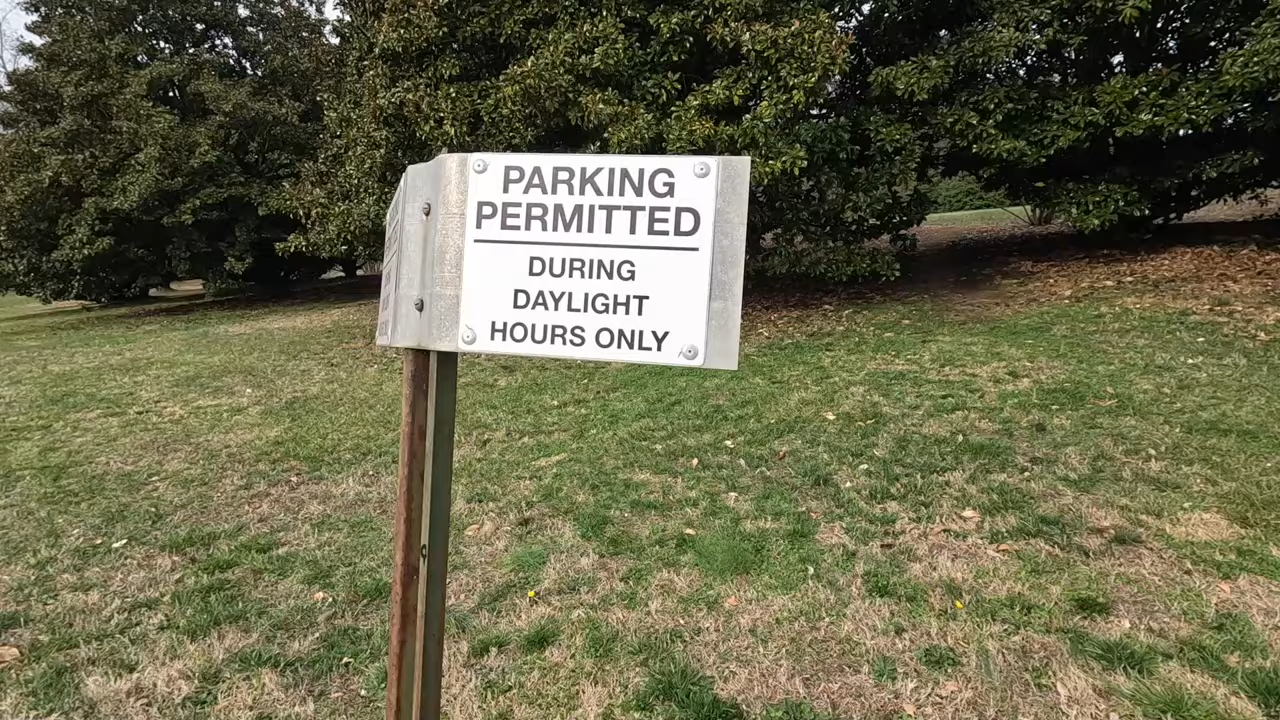 PARKING
PERMITTED
DURING
DAYLIGHT
HOURS ONLY